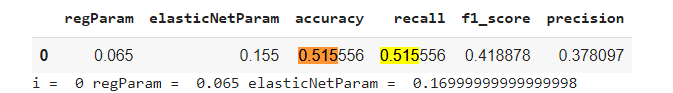 regParam elasticNetParam accuracy recall f1_score precision
0 0.065 0.155 0.515556 0.515556 0.418878 0.378097
i = 0 regParam = 0.065 elasticNetParam = 0.16999999999999998